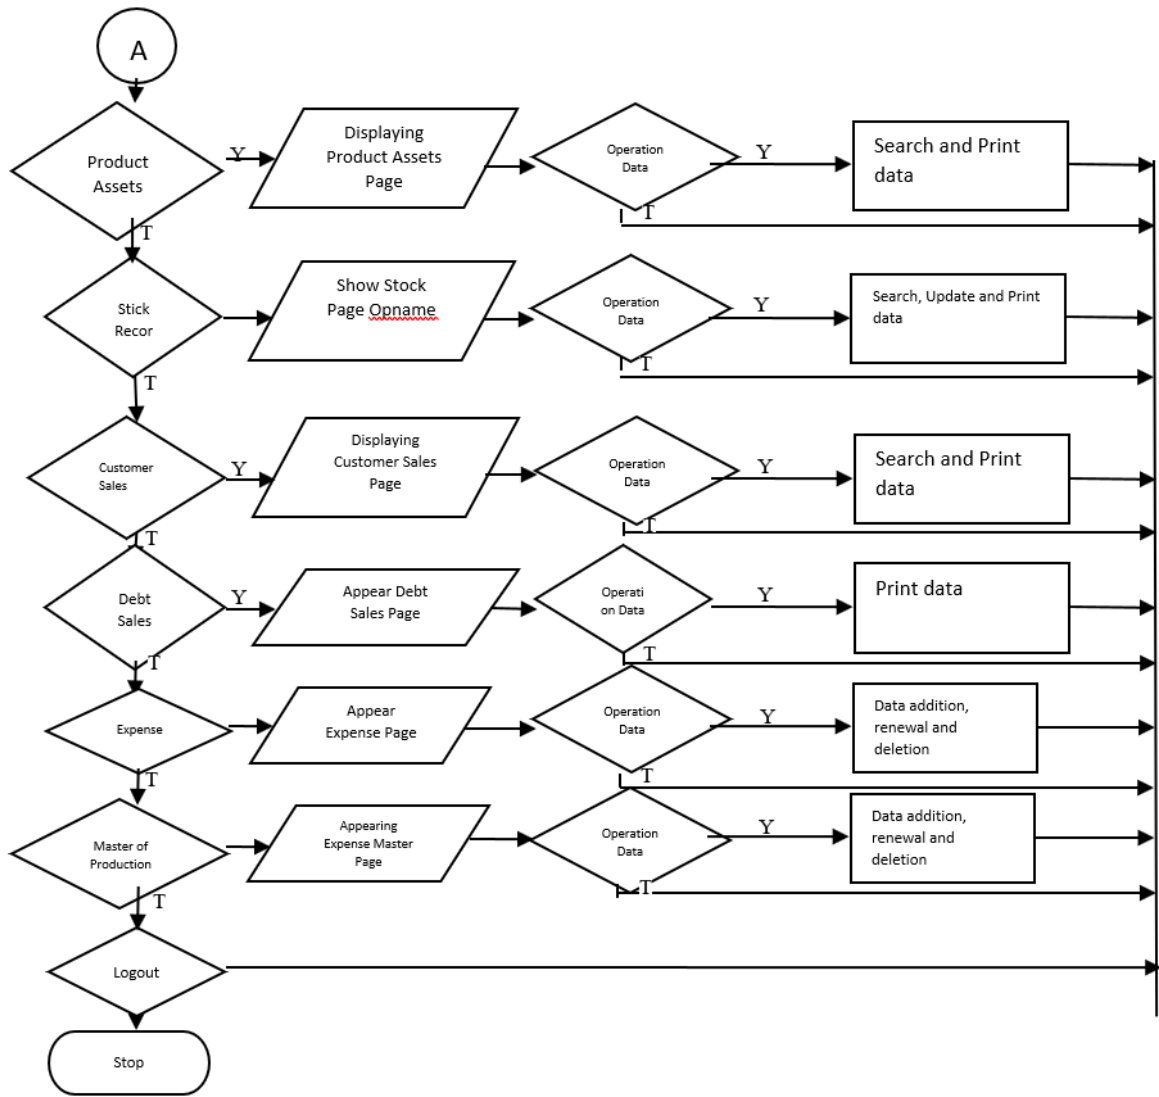 A
Product
Assets
Y
Displaying
Product Assets
Page
Operation
Data
Y
Search and Print
data
T
T
Stick
Recor
Show Stock
Page Opname
Operation
Data
Y
Search, Update and Print
data
T
T
Customer
Sales
Y
Displaying
Customer Sales
Page
Operation
Data
Y
Search and Print
data
T
T
Debt
Sales
Y
Appear Debt
Sales Page
Operati
on Data
Y
Print data
T
T
Expense
Appear
Expense Page
Operation
Data
Y
Data addition,
renewal and
deletion
T
T
Master of
Production
Appearing
Expense Master
Page
Operation
Data
Y
Data addition,
renewal and
deletion
T
T
Logout
Stop